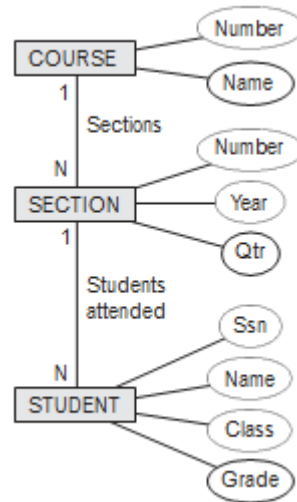 Number
COURSE
Name
1
Sections
N
Number
SECTION
Year
1
Qtr
Students
attended
Ssn
N
Name
STUDENT
Class
Grade